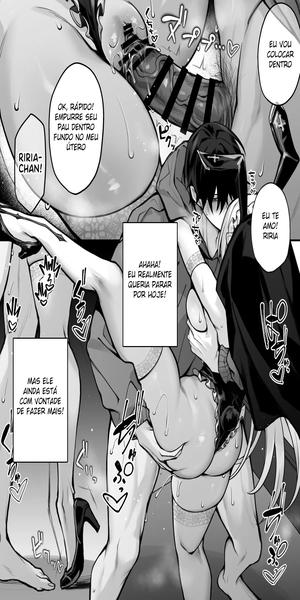 EU VOU
COLOCAR
DENTRO
OK, RÁPIDO!
EMPURRE SEU
PAU DENTRO
FUNDO NO MEU
ÚTERO
RIRIA-
CHAN!
EU TE
AMO!
RIRIA
AHAHA!
EU REALMENTE
QUERIA PARAR
POR HOJE!
MAS ELE
AINDA ESTÁ
COM VONTADE
DE FAZER MAIS!